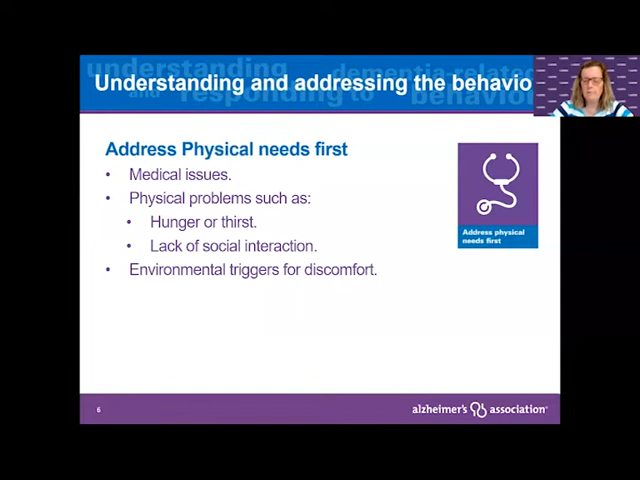 understanding dementia-related
and responding to behavio
Understanding and addressing the behavio
Address Physical needs first
• Medical issues.
• Physical problems such as:
• Hunger or thirst.
• Lack of social interaction.
• Environmental triggers for discomfort.
Address physical
needs first
6
alzheimer's association®